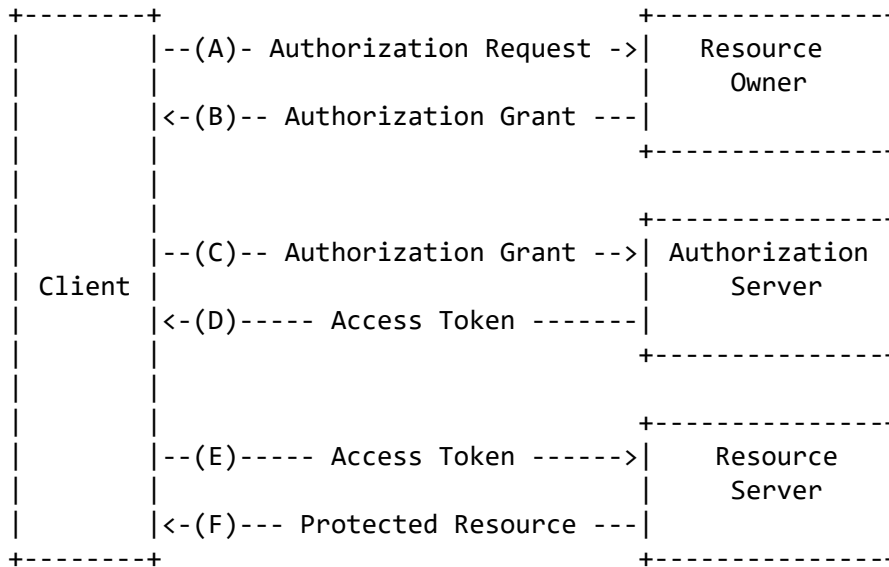 --(A)- Authorization Request -> Resource
Owner
<-(B)-- Authorization Grant ---
--(C)-- Authorization Grant --> Authorization
Client Server
<-(D)----- Access Token -------
--(E)----- Access Token ------> Resource
Server
<-(F)--- Protected Resource ---